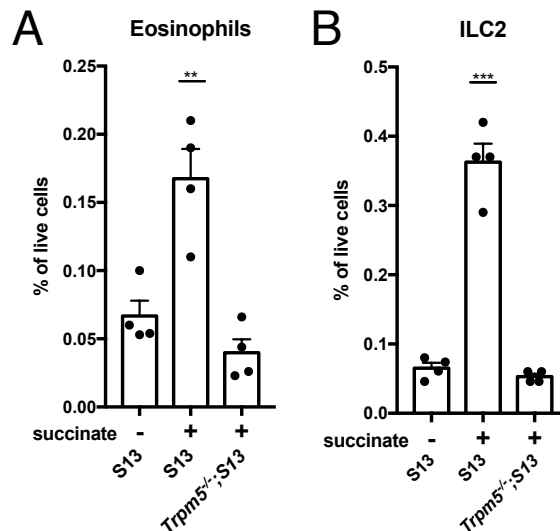 A
Eosinophils
% of live cells
0.25
0.20
0.15
0.10
0.05
0.00
**
succinate - + +
S13 S13 Trpm5-/-;S13
B
ILC2
% of live cells
0.5
0.4
0.3
0.2
0.1
0.0
***
succinate - + +
S13 S13 Trpm5-/-;S13